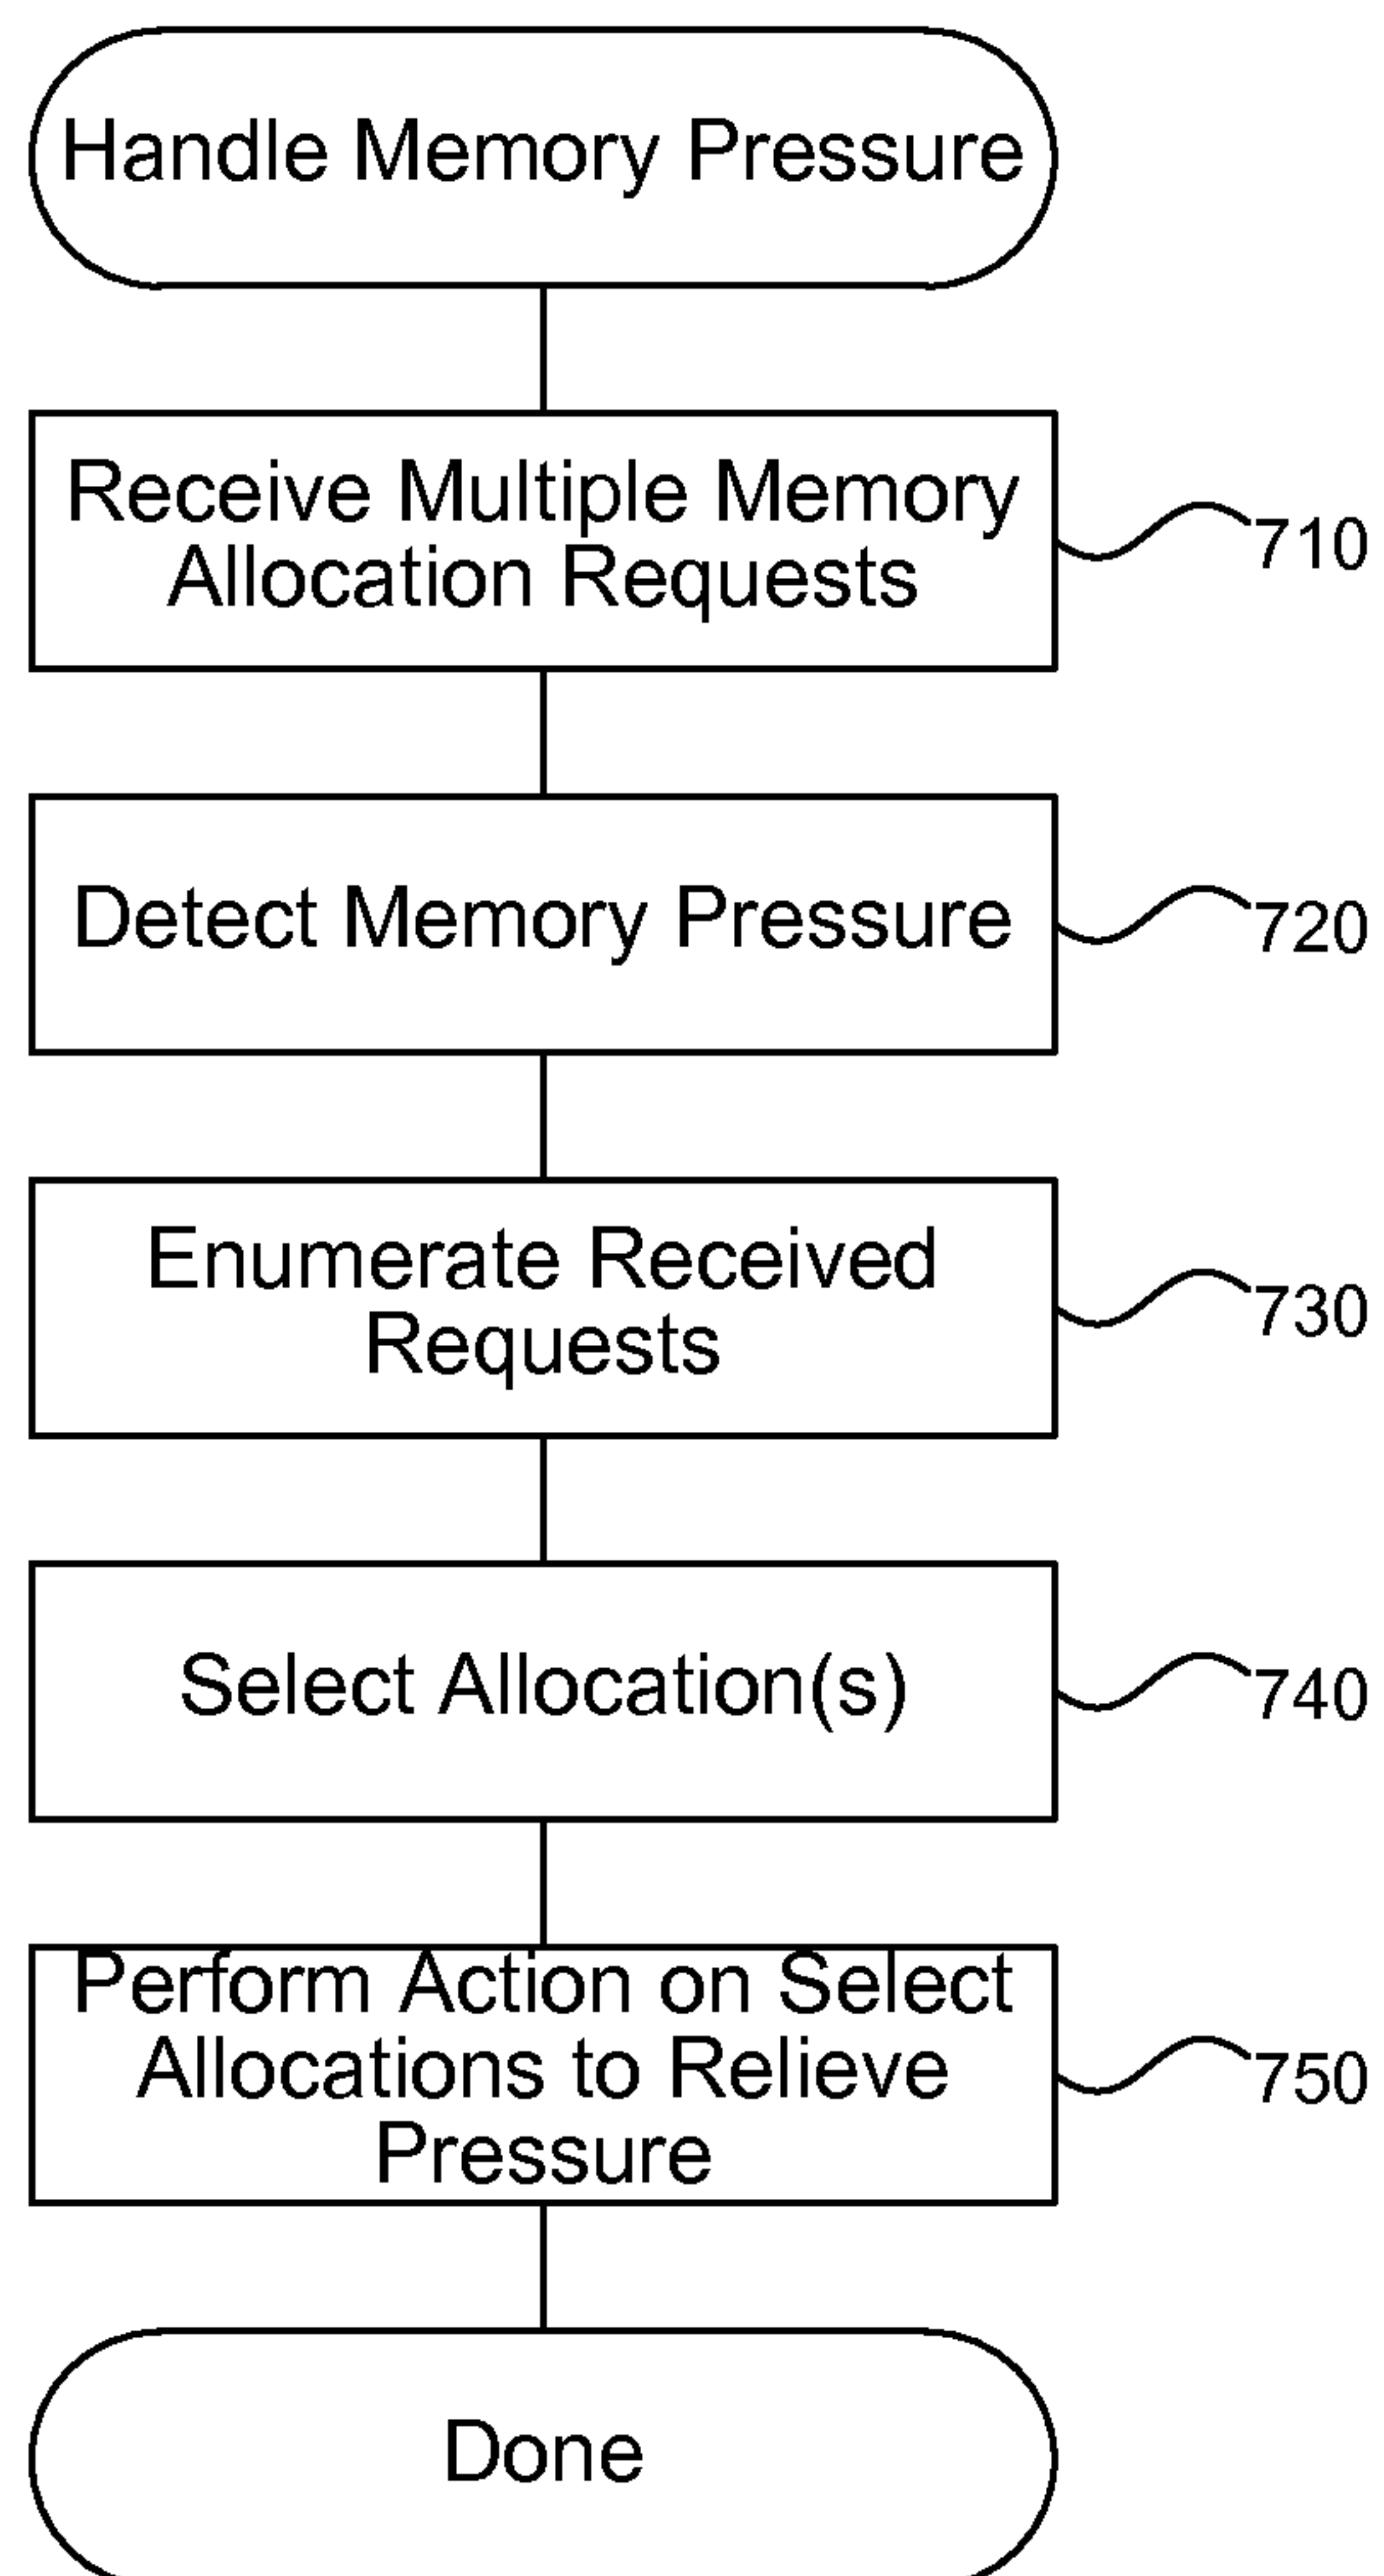 Handle Memory Pressure
Receive Multiple Memory
Allocation Requests
710
Detect Memory Pressure
720
Enumerate Received
Requests
730
Select Allocation(s)
740
Perform Action on Select
Allocations to Relieve
Pressure
750
Done